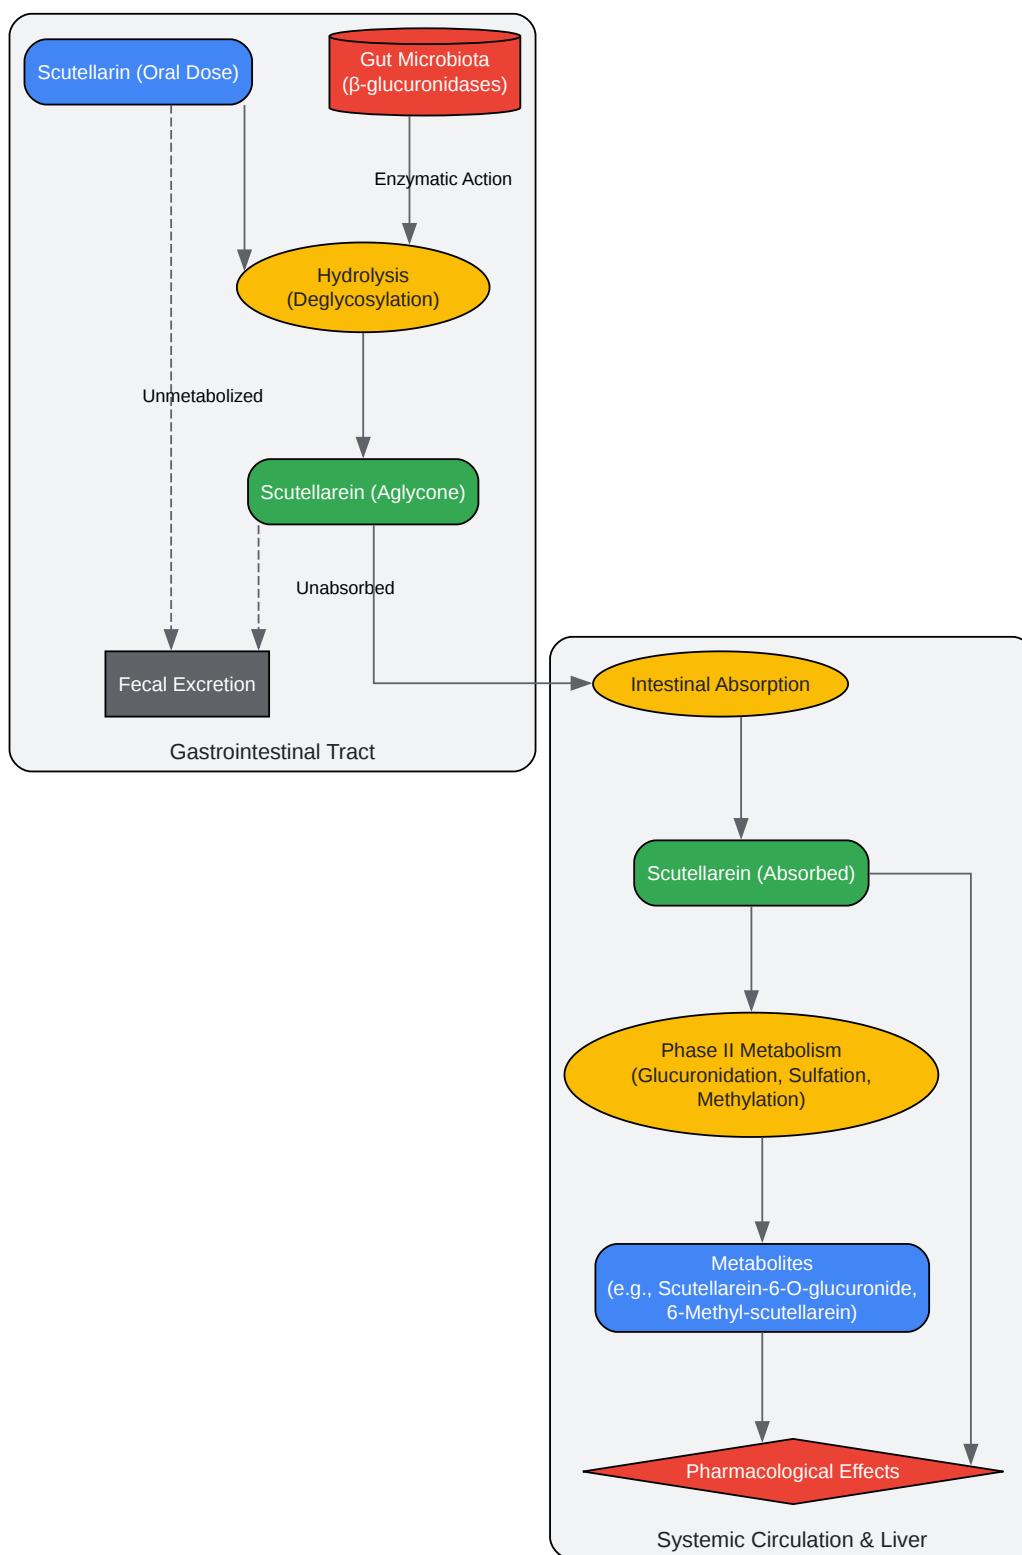 Scutellarin (Oral Dose)
Gut Microbiota
(β-glucuronidases)
Enzymatic Action
Hydrolysis
(Deglycosylation)
Unmetabolized
Scutellarein (Aglycone)
Unabsorbed
Fecal Excretion
Intestinal Absorption
Gastrointestinal Tract
Scutellarein (Absorbed)
Phase II Metabolism
(Glucuronidation, Sulfation,
Methylation)
Metabolites
(e.g., Scutellarein-6-O-glucuronide,
6-Methyl-scutellarein)
Pharmacological Effects
Systemic Circulation & Liver